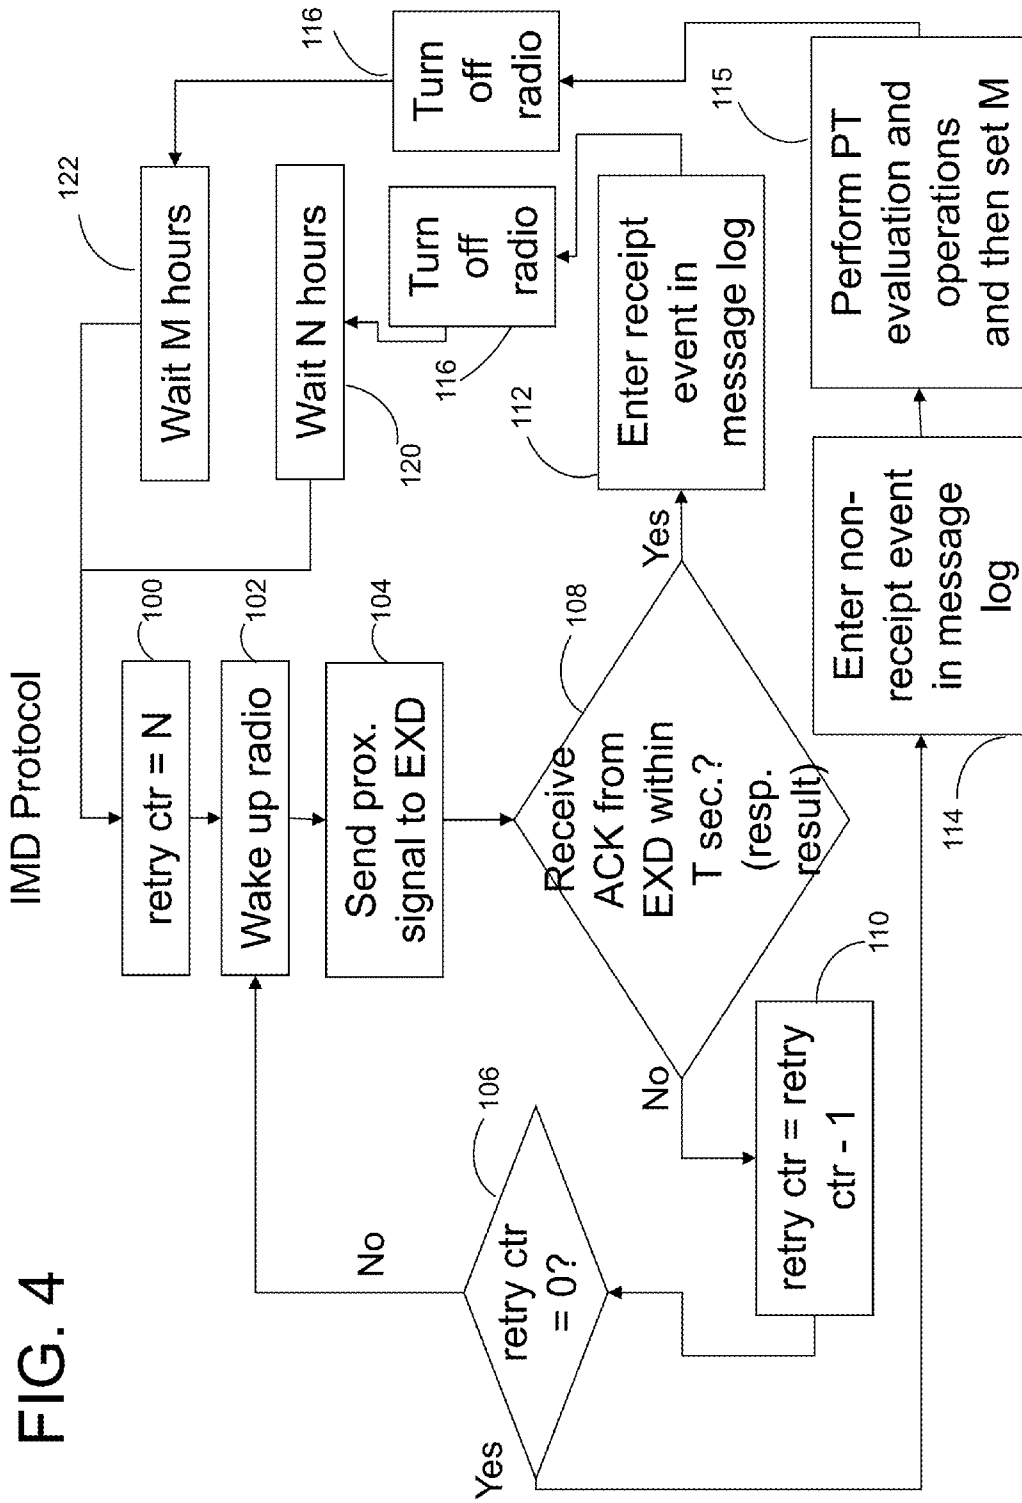 FIG. 4
IMD Protocol
retry ctr = N
100
Wake up radio
102
Send prox.
signal to EXD
104
Receive
ACK from
EXD within
T sec.?
(resp.
result)
108
No
Yes
retry ctr = retry
ctr - 1
110
retry ctr
= 0?
106
No
Yes
Enter receipt
event in
message log
112
Turn
off
radio
116
Wait N hours
120
Enter non-
receipt event
in message
log
114
Perform PT
evaluation and
operations
and then set M
115
Turn
off
radio
116
Wait M hours
122